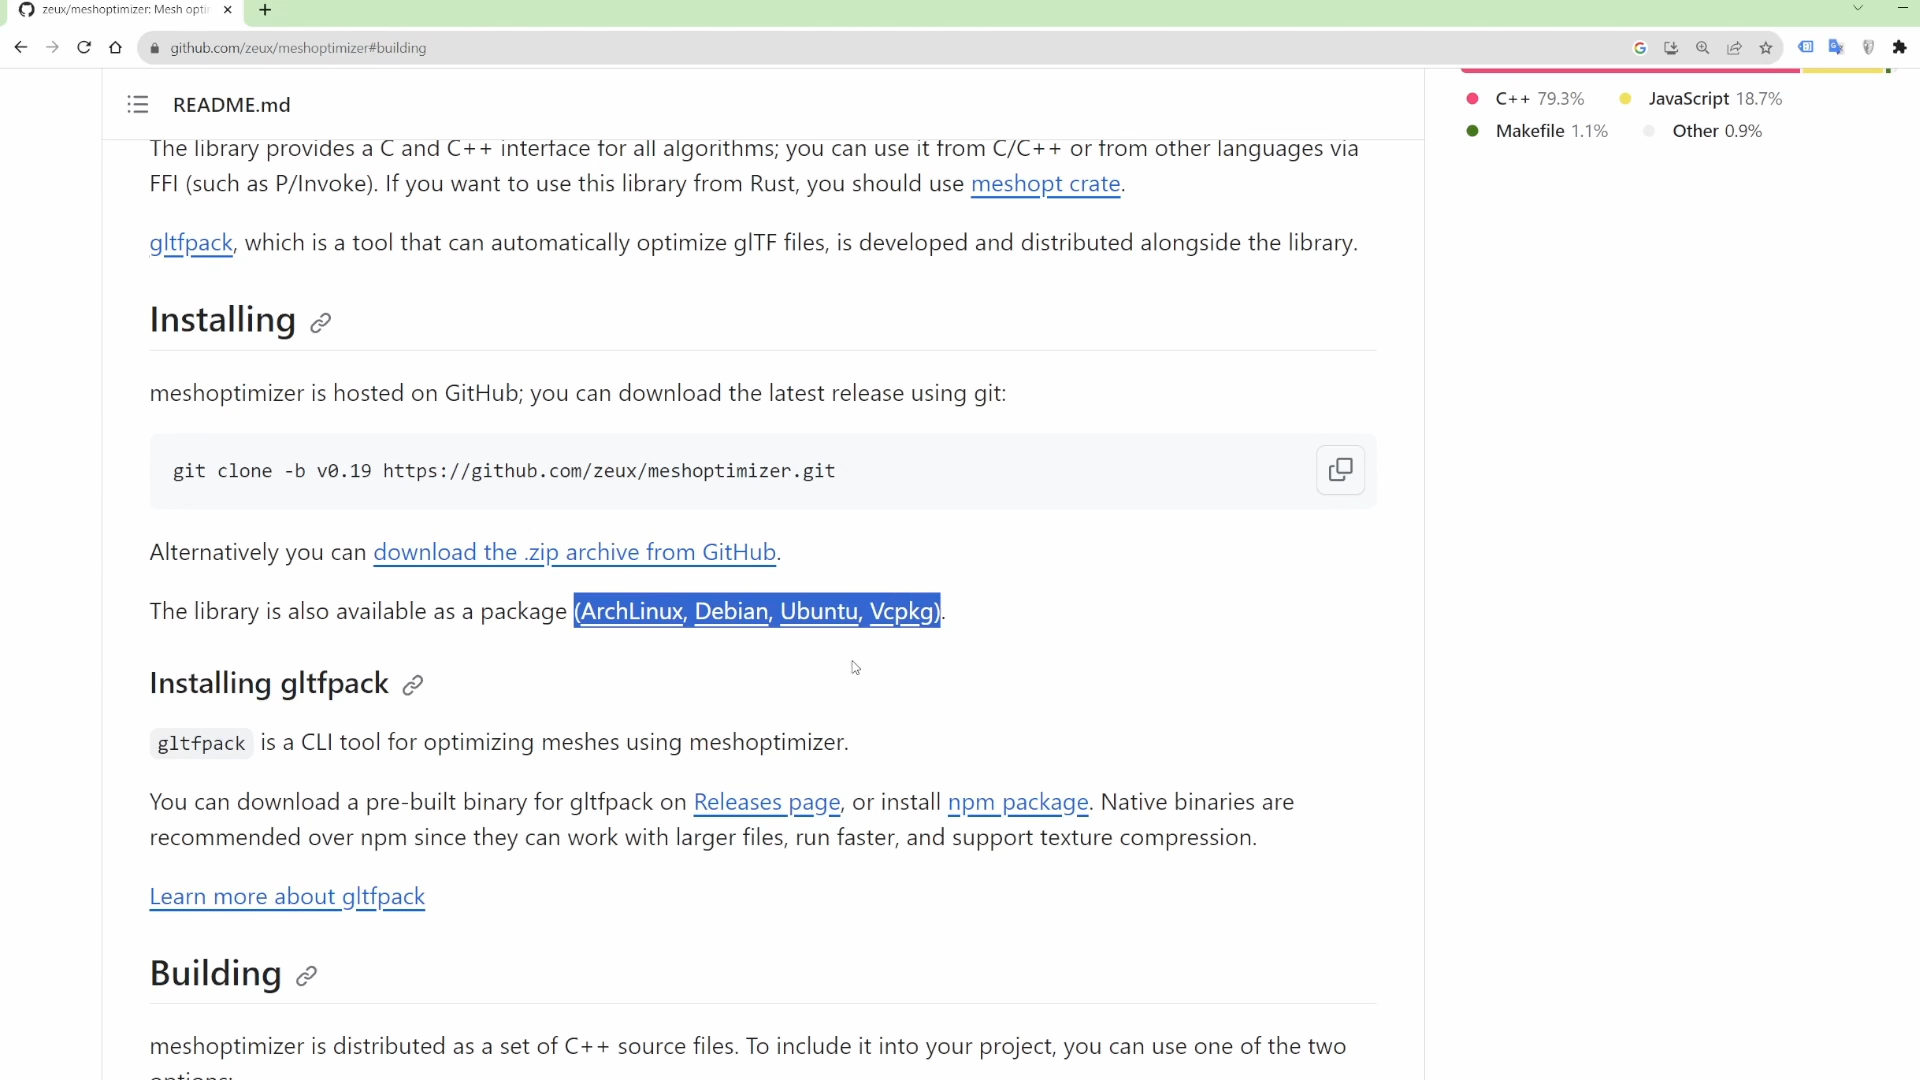 zeux/meshoptimizer: Mesh opti
github.com/zeux/meshoptimizer#building
README.md
C++ 79.3% JavaScript 18.7%
Makefile 1.1% Other 0.9%
The library provides a C and C++ interface for all algorithms; you can use it from C/C++ or from other languages via
FFI (such as P/Invoke). If you want to use this library from Rust, you should use meshopt crate.
gltfpack, which is a tool that can automatically optimize glTF files, is developed and distributed alongside the library.
Installing
meshoptimizer is hosted on GitHub; you can download the latest release using git:
git clone -b v0.19 https://github.com/zeux/meshoptimizer.git
Alternatively you can download the .zip archive from GitHub.
The library is also available as a package (ArchLinux, Debian, Ubuntu, Vcpkg).
Installing gltfpack
gltfpack is a CLI tool for optimizing meshes using meshoptimizer.
You can download a pre-built binary for gltfpack on Releases page, or install npm package. Native binaries are
recommended over npm since they can work with larger files, run faster, and support texture compression.
Learn more about gltfpack
Building
meshoptimizer is distributed as a set of C++ source files. To include it into your project, you can use one of the two
options: